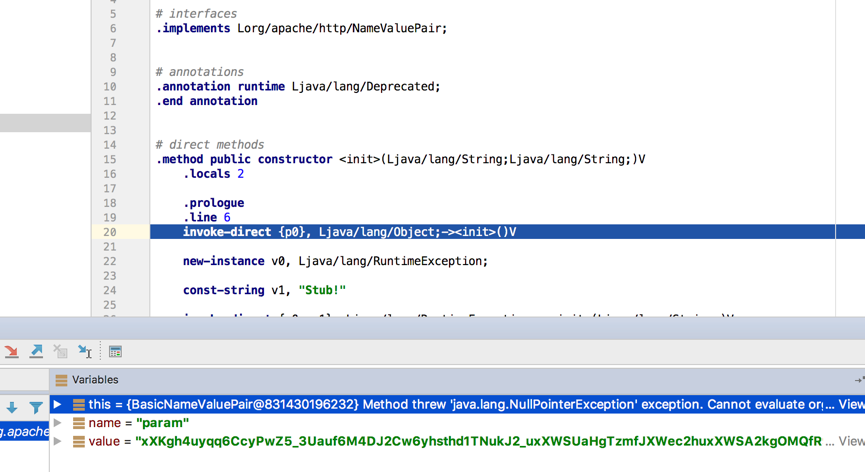 5 # interfaces
6 .implements Lorg/apache/http/NameValuePair;
7
8
9 # annotations
10 .annotation runtime Ljava/lang/Deprecated;
11 .end annotation
12
13
14 # direct methods
15 .method public constructor <init>(Ljava/lang/String;Ljava/lang/String;)V
16 .locals 2
17
18 .prologue
19 .line 6
20 invoke-direct {p0}, Ljava/lang/Object;-><init>()V
21
22 new-instance v0, Ljava/lang/RuntimeException;
23
24 const-string v1, "Stub!"
25
Variables
this = {BasicNameValuePair@831430196232} Method threw 'java.lang.NullPointerException' exception. Cannot evaluate org... View
name = "param"
g.apache
value = "xXKgh4uyqq6CcyPwZ5_3Uauf6M4DJ2Cw6yhsthd1TNukJ2_uxXWSUaHgTzmfJXWec2huxXWSA2kgOMQfR ... View